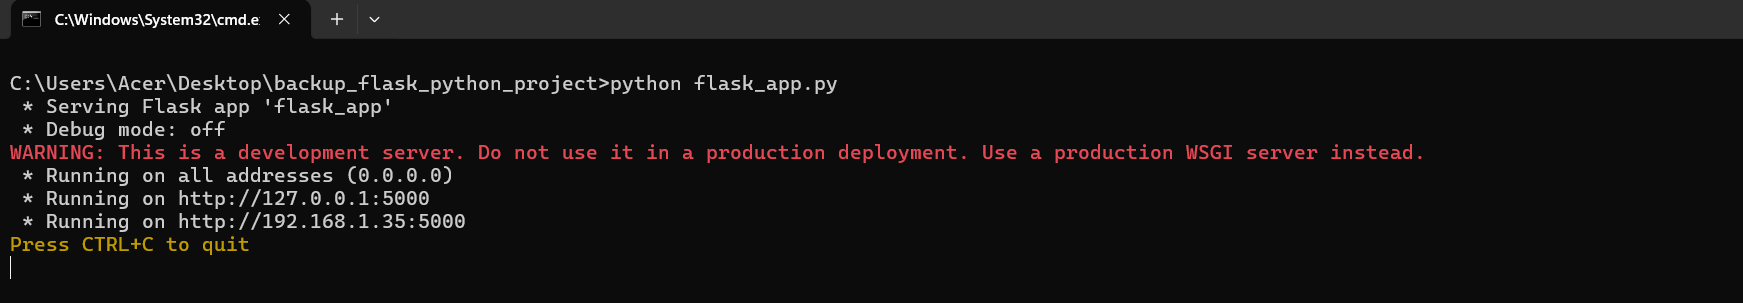 C:\Windows\System32\cmd.e
C:\Users\Acer\Desktop\backup_flask_python_project>python flask_app.py
* Serving Flask app 'flask_app'
* Debug mode: off
WARNING: This is a development server. Do not use it in a production deployment. Use a production WSGI server instead.
* Running on all addresses (0.0.0.0)
* Running on http://127.0.0.1:5000
* Running on http://192.168.1.35:5000
Press CTRL+C to quit